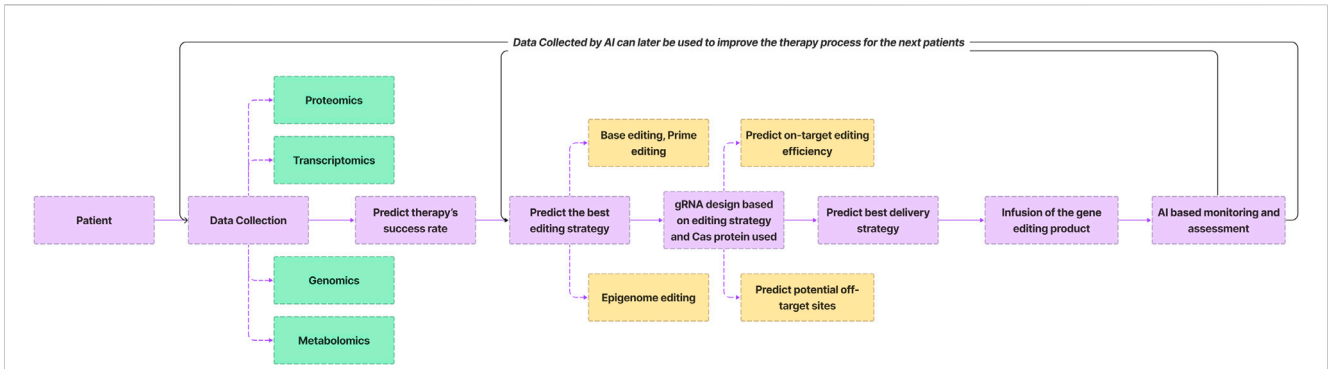 Data Collected by AI can later be used to improve the therapy process for the next patients
Proteomics
Transcriptomics
Base editing, Prime
editing
Predict on-target editing
efficiency
Patient
Data Collection
Predict therapy's
success rate
Predict the best
editing strategy
gRNA design based
on editing strategy
and Cas protein used
Predict best delivery
strategy
Infusion of the gene
editing product
AI based monitoring and
assessment
Genomics
Metabolomics
Epigenome editing
Predict potential off-
target sites